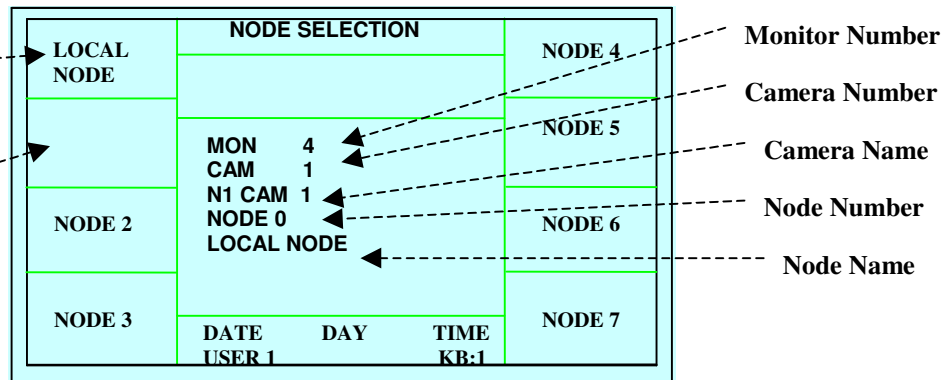 NODE SELECTION
LOCAL
NODE
NODE 2
NODE 3
MON 4
CAM 1
N1 CAM 1
NODE 0
LOCAL NODE
DATE DAY TIME
USER 1 KB:1
NODE 4
NODE 5
NODE 6
NODE 7
Monitor Number
Camera Number
Camera Name
Node Number
Node Name